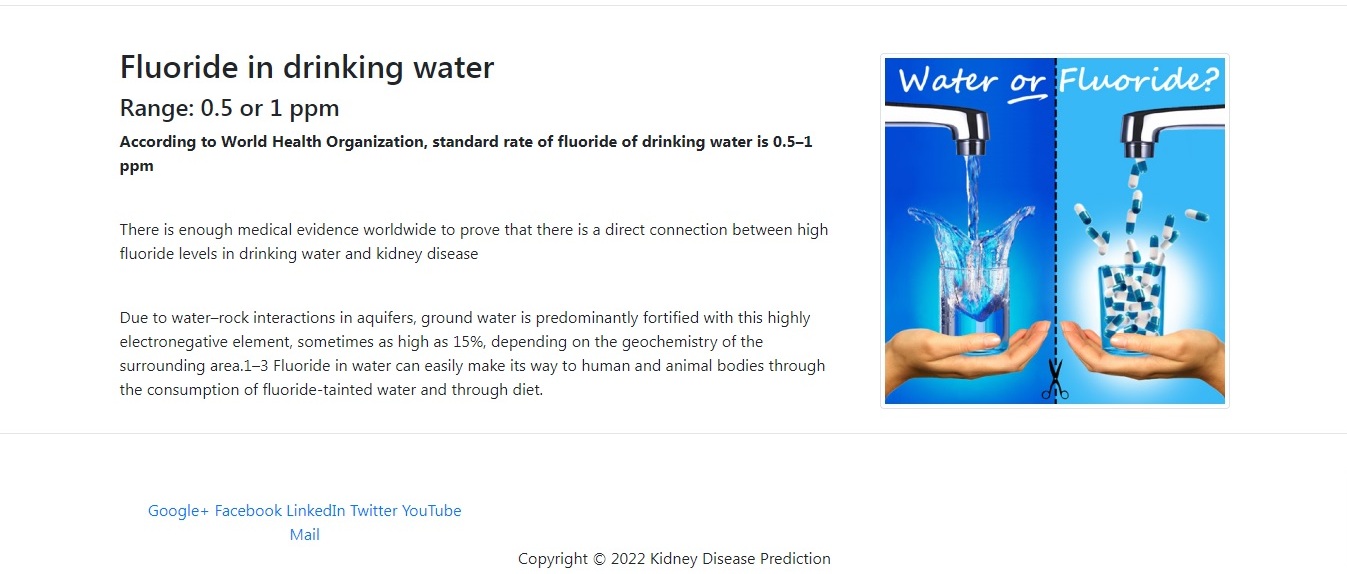 Fluoride in drinking water
Range: 0.5 or 1 ppm
According to World Health Organization, standard rate of fluoride of drinking water is 0.5–1
ppm
There is enough medical evidence worldwide to prove that there is a direct connection between high
fluoride levels in drinking water and kidney disease
Due to water–rock interactions in aquifers, ground water is predominantly fortified with this highly
electronegative element, sometimes as high as 15%, depending on the geochemistry of the
surrounding area.1–3 Fluoride in water can easily make its way to human and animal bodies through
the consumption of fluoride-tainted water and through diet.
Water or Fluoride?
Google+ Facebook LinkedIn Twitter YouTube
Mail
Copyright © 2022 Kidney Disease Prediction